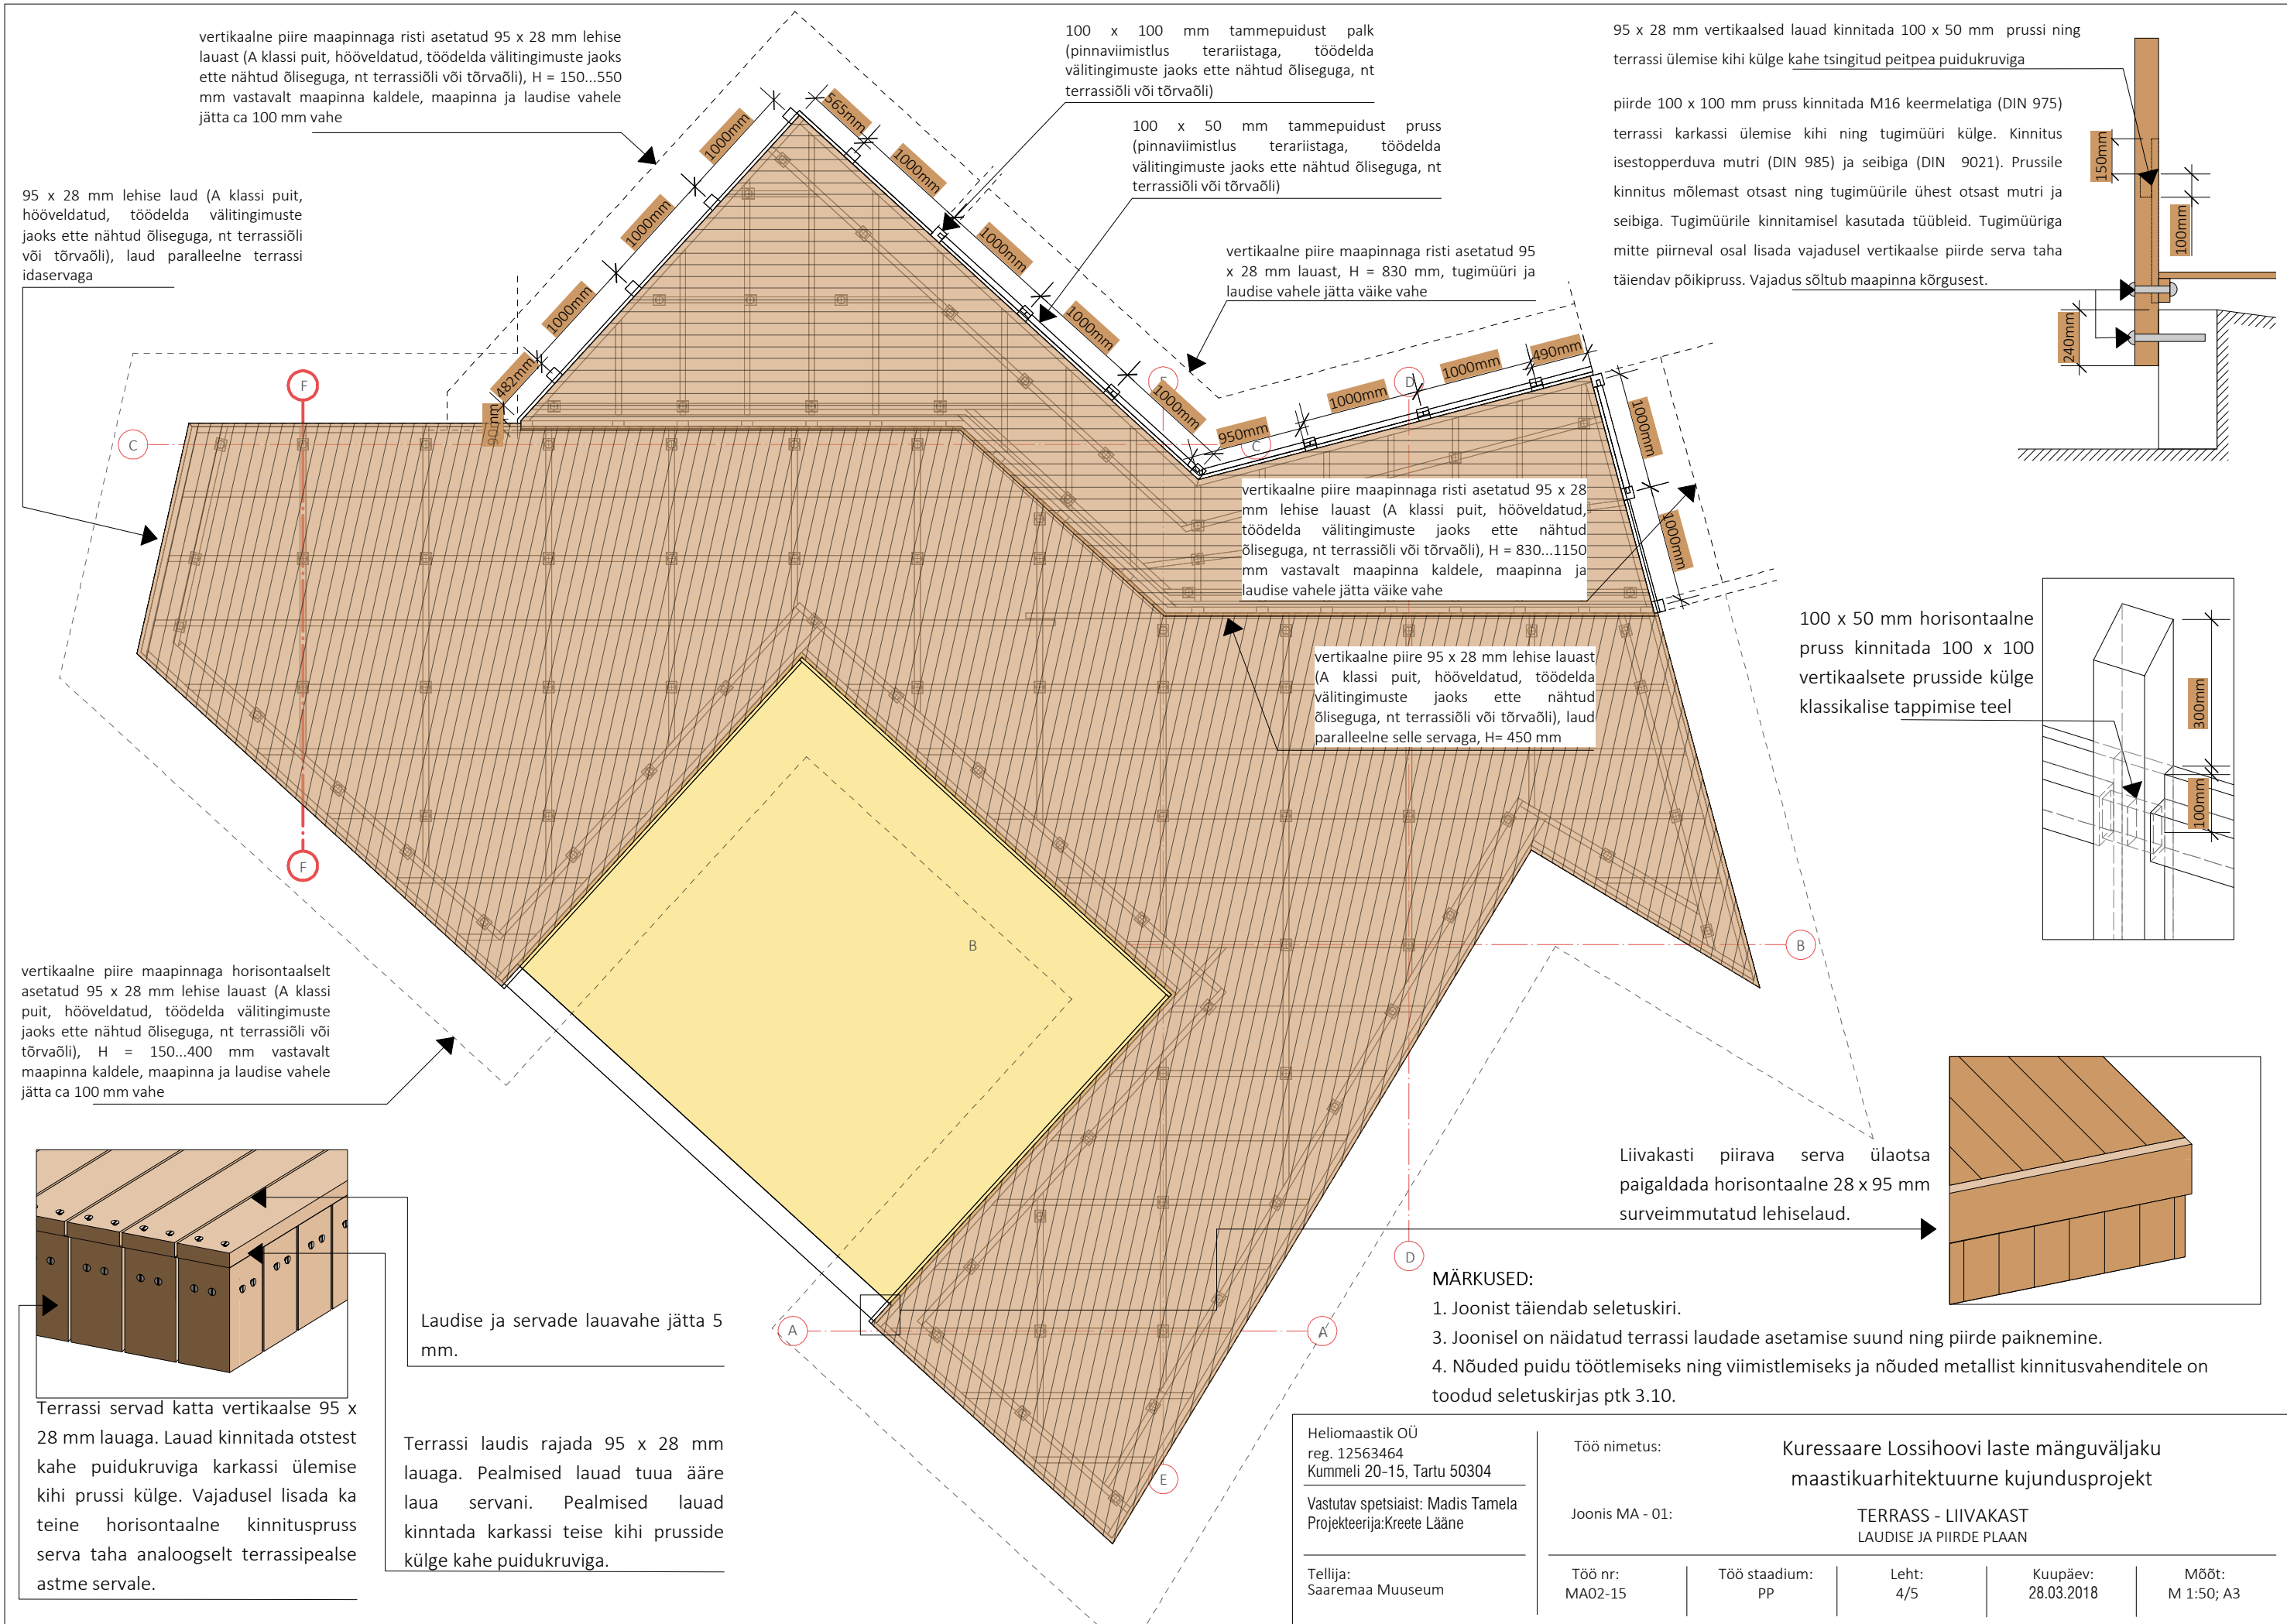 vertikaalne piire maapinnaga risti asetatud 95 x 28 mm lehise
lauast (A klassi puit, hööveldatud, töödelda välitingimuste jaoks
ette nähtud õliseguga, nt terrassiõli või tõrvaõli), H = 150...550
mm vastavalt maapinna kaldele, maapinna ja laudise vahele
jätta ca 100 mm vahe
100 x 100 mm tammepuidust palk
(pinnaviimistlus terariistaga, töödelda
välitingimuste jaoks ette nähtud õliseguga, nt
terrassiõli või tõrvaõli)
100 x 50 mm tammepuidust pruss
(pinnaviimistlus terariistaga, töödelda
välitingimuste jaoks ette nähtud õliseguga, nt
terrassiõli või tõrvaõli)
vertikaalne piire maapinnaga risti asetatud 95
x 28 mm lauast, H = 830 mm, tugimüüri ja
laudise vahele jätta väike vahe
95 x 28 mm vertikaalsed lauad kinnitada 100 x 50 mm prussi ning
terrassi ülemise kihi külge kahe tsingitud peitpea puidukruviga
piirde 100 x 100 mm pruss kinnitada M16 keermelatiga (DIN 975)
terrassi karkassi ülemise kihi ning tugimüüri külge. Kinnitus
isestopperduva mutri (DIN 985) ja seibiga (DIN 9021). Prussile
kinnitus mõlemast otsast ning tugimüürile ühest otsast mutri ja
seibiga. Tugimüürile kinnitamisel kasutada tüübleid. Tugimüüriga
mitte piirneval osal lisada vajadusel vertikaalse piirde serva taha
täiendav põikipruss. Vajadus sõltub maapinna kõrgusest.
150mm
100mm
240mm
95 x 28 mm lehise laud (A klassi puit,
hööveldatud, töödelda välitingimuste
jaoks ette nähtud õliseguga, nt terrassiõli
või tõrvaõli), laud paralleelne terrassi
idaservaga
1000mm
1000mm
1000mm
482mm
90mm
565mm
1000mm
1000mm
1000mm
1000mm
950mm
1000mm
1000mm
490mm
1000mm
1000mm
F
C
E
D
C
vertikaalne piire maapinnaga risti asetatud 95 x 28
mm lehise lauast (A klassi puit, hööveldatud,
töödelda välitingimuste jaoks ette nähtud
õliseguga, nt terrassiõli või tõrvaõli), H = 830...1150
mm vastavalt maapinna kaldele, maapinna ja
laudise vahele jätta väike vahe
vertikaalne piire 95 x 28 mm lehise lauast
(A klassi puit, hööveldatud, töödelda
välitingimuste jaoks ette nähtud
õliseguga, nt terrassiõli või tõrvaõli), laud
paralleelne selle servaga, H= 450 mm
100 x 50 mm horisontaalne
pruss kinnitada 100 x 100
vertikaalsete prusside külge
klassikalise tappimise teel
300mm
100mm
F
B
B
vertikaalne piire maapinnaga horisontaalselt
asetatud 95 x 28 mm lehise lauast (A klassi
puit, hööveldatud, töödelda välitingimuste
jaoks ette nähtud õliseguga, nt terrassiõli või
tõrvaõli), H = 150...400 mm vastavalt
maapinna kaldele, maapinna ja laudise vahele
jätta ca 100 mm vahe
Liivakasti piirava serva ülaotsa
paigaldada horisontaalne 28 x 95 mm
surveimmutatud lehiselaud.
D
A
A
E
Laudise ja servade lauavahe jätta 5
mm.
Terrassi servad katta vertikaalse 95 x
28 mm lauaga. Lauad kinnitada otstest
kahe puidukruviga karkassi ülemise
kihi prussi külge. Vajadusel lisada ka
teine horisontaalne kinnituspruss
serva taha analoogselt terrassipealse
astme servale.
Terrassi laudis rajada 95 x 28 mm
lauaga. Pealmised lauad tuua ääre
laua servani. Pealmised lauad
kinntada karkassi teise kihi prusside
külge kahe puidukruviga.
MÄRKUSED:
1. Joonist täiendab seletuskiri.
3. Joonisel on näidatud terrassi laudade asetamise suund ning piirde paiknemine.
4. Nõuded puidu töötlemiseks ning viimistlemiseks ja nõuded metallist kinnitusvahenditele on
toodud seletuskirjas ptk 3.10.
Heliomaastik OÜ
reg. 12563464
Kummeli 20-15, Tartu 50304
Vastutav spetsiaist: Madis Tamela
Projekteerija:Kreete Lääne
Tellija:
Saaremaa Muuseum
Töö nimetus:
Kuressaare Lossihoovi laste mänguväljaku
maastikuarhitektuurne kujundusprojekt
Joonis MA - 01:
TERRASS - LIIVAKAST
LAUDISE JA PIIRDE PLAAN
Töö nr:
MA02-15
Töö staadium:
PP
Leht:
4/5
Kuupäev:
28.03.2018
Mõõt:
M 1:50; A3